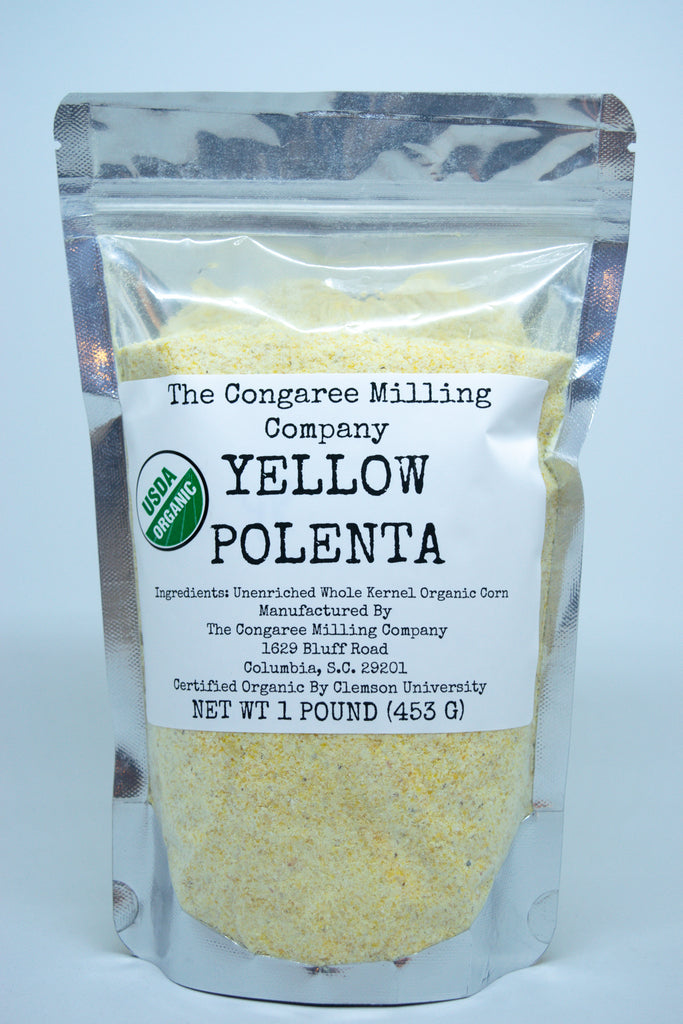 The Congaree Milling
Company
USDA
ORGANIC
YELLOW
POLENTA
Ingredients: Unenriched Whole Kernel Organic Corn
Manufactured By
The Congaree Milling Company
1629 Bluff Road
Columbia, S.C. 29201
Certified Organic By Clemson University
NET WT 1 POUND (453 G)